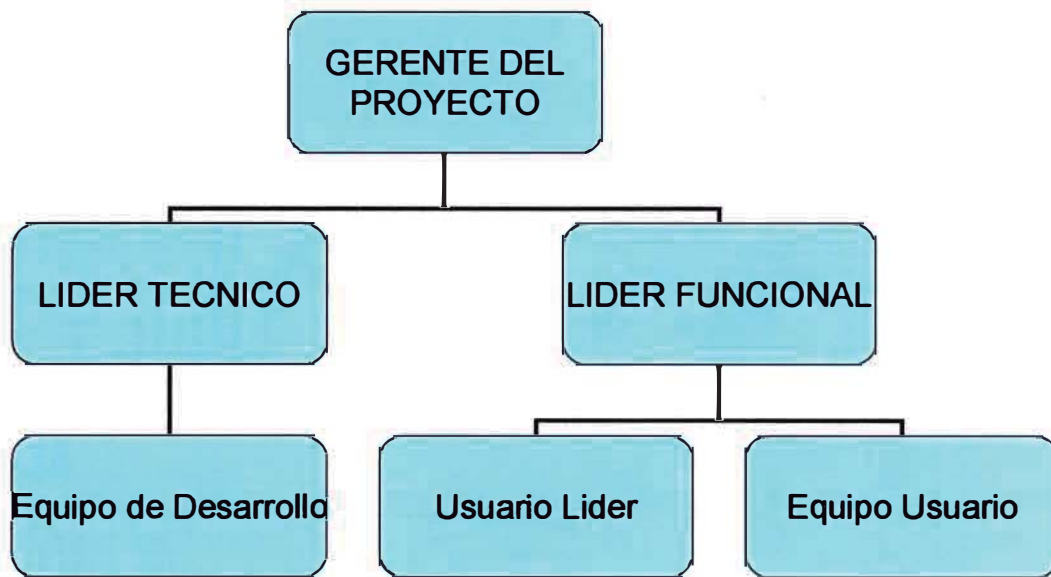 GERENTE DEL
PROYECTO
LIDER TECNICO
LIDER FUNCIONAL
Equipo de Desarrollo
Usuario Lider
Equipo Usuario